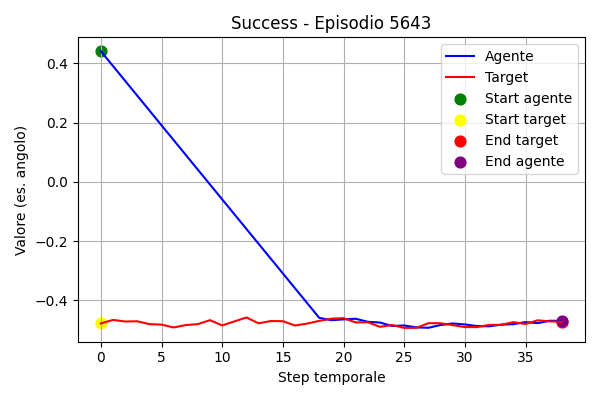 Success - Episodio 5643
Agente
Target
Start agente
Start target
End target
End agente
Valore (es. angolo)
0.4
0.2
0.0
−0.2
−0.4
0 5 10 15 20 25 30 35
Step temporale